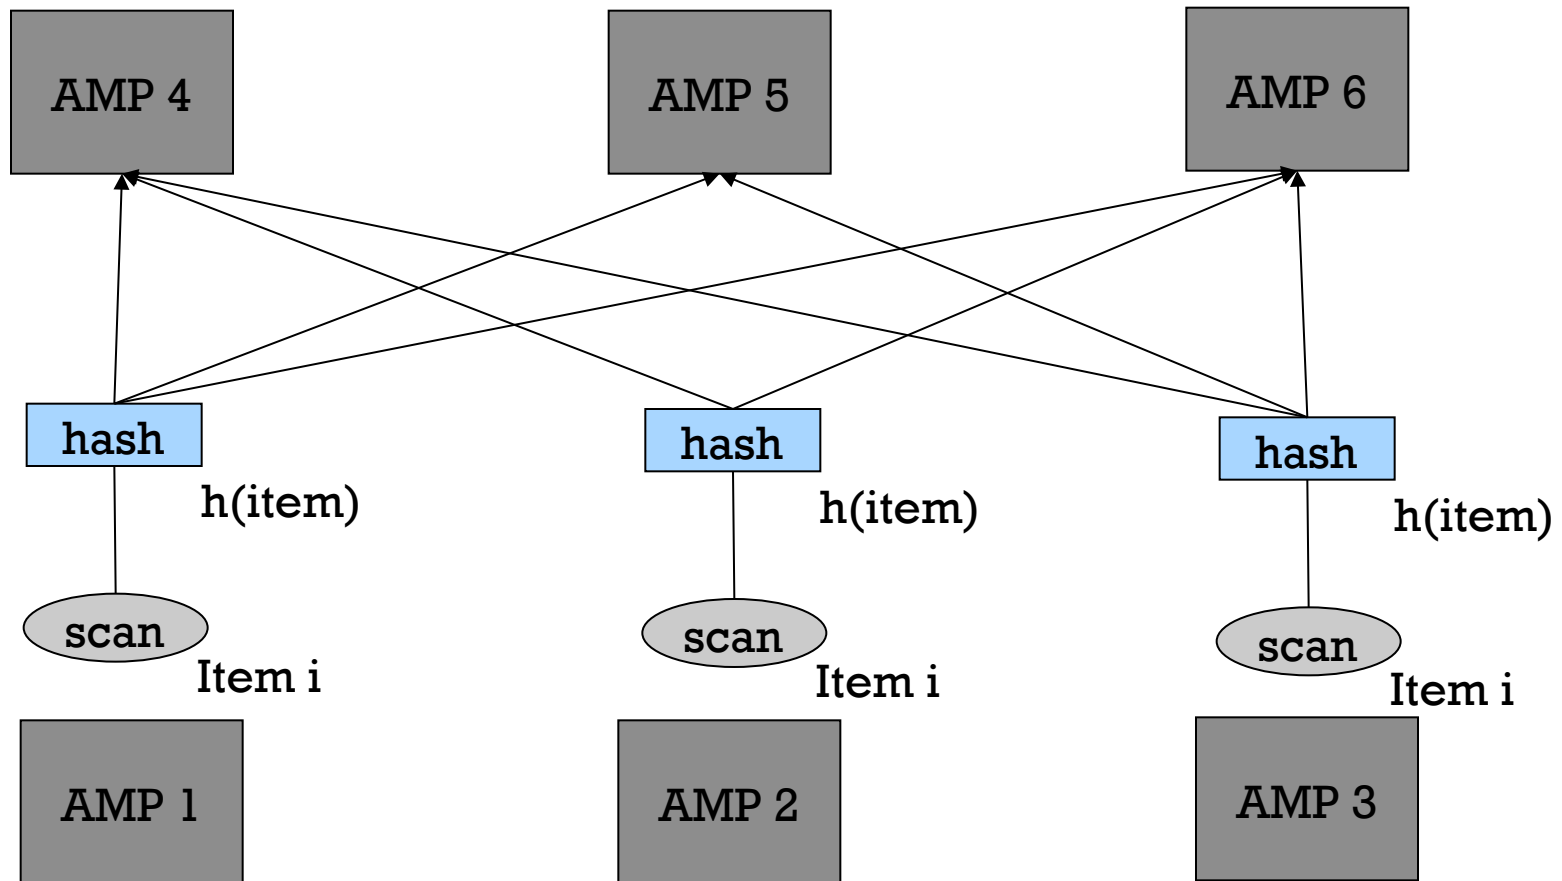 AMP 4
AMP 5
AMP 6
hash
hash
hash
h(item)
h(item)
h(item)
scan
scan
scan
Item i
Item i
Item i
AMP 1
AMP 2
AMP 3